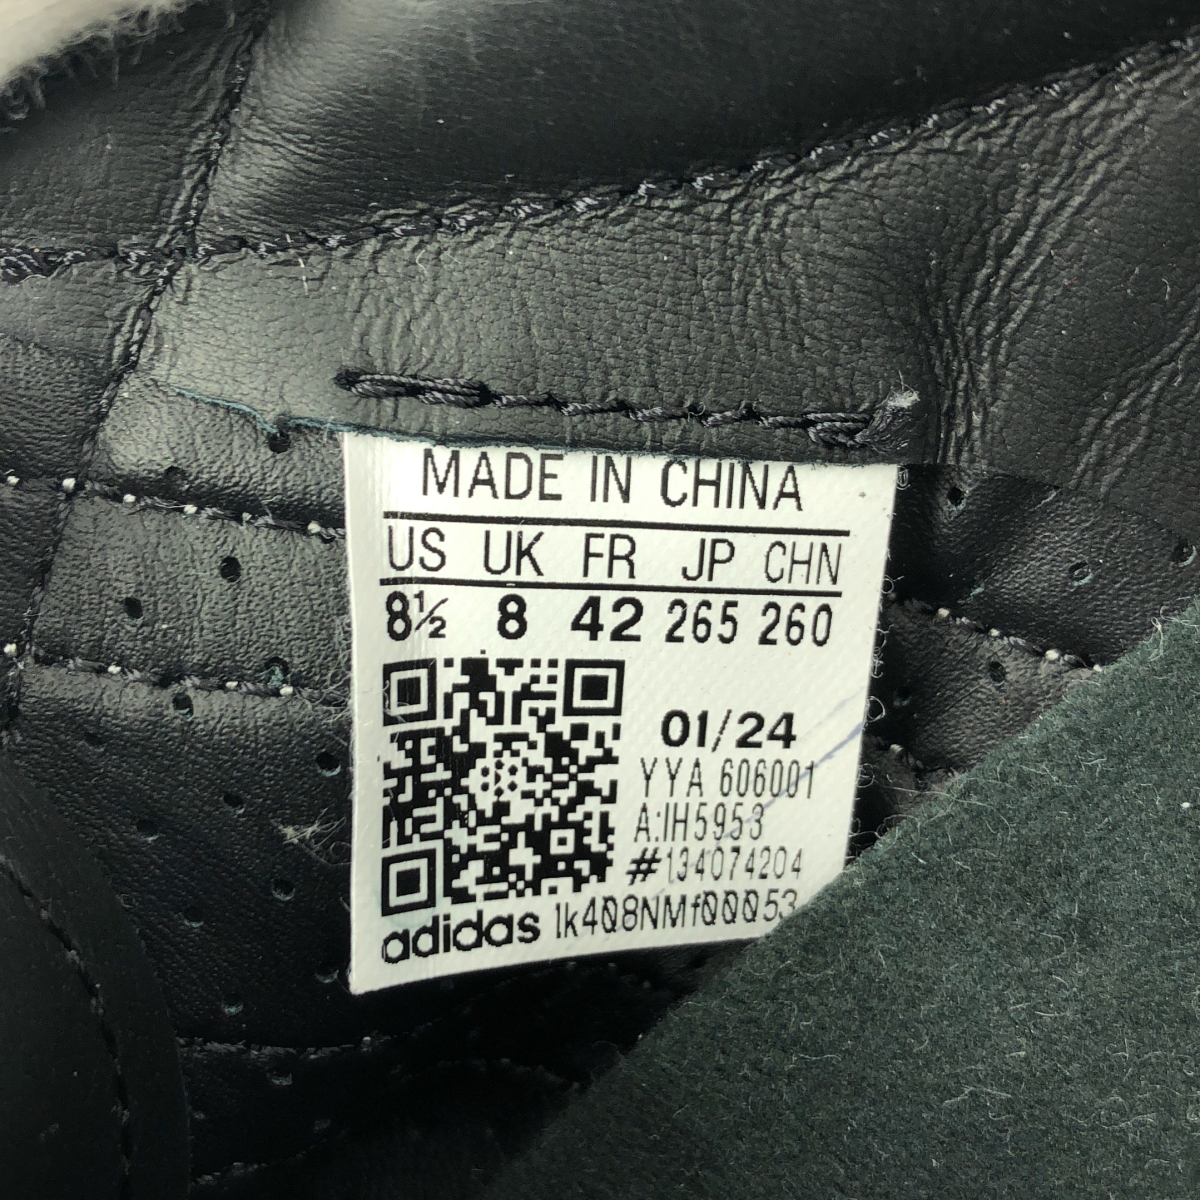 MADE IN CHINA
US UK FR JP CHN
8½ 8 42 265 260
01/24
YYA 606001
A:IH5953
#134074204
adidas 1k408NMf00053